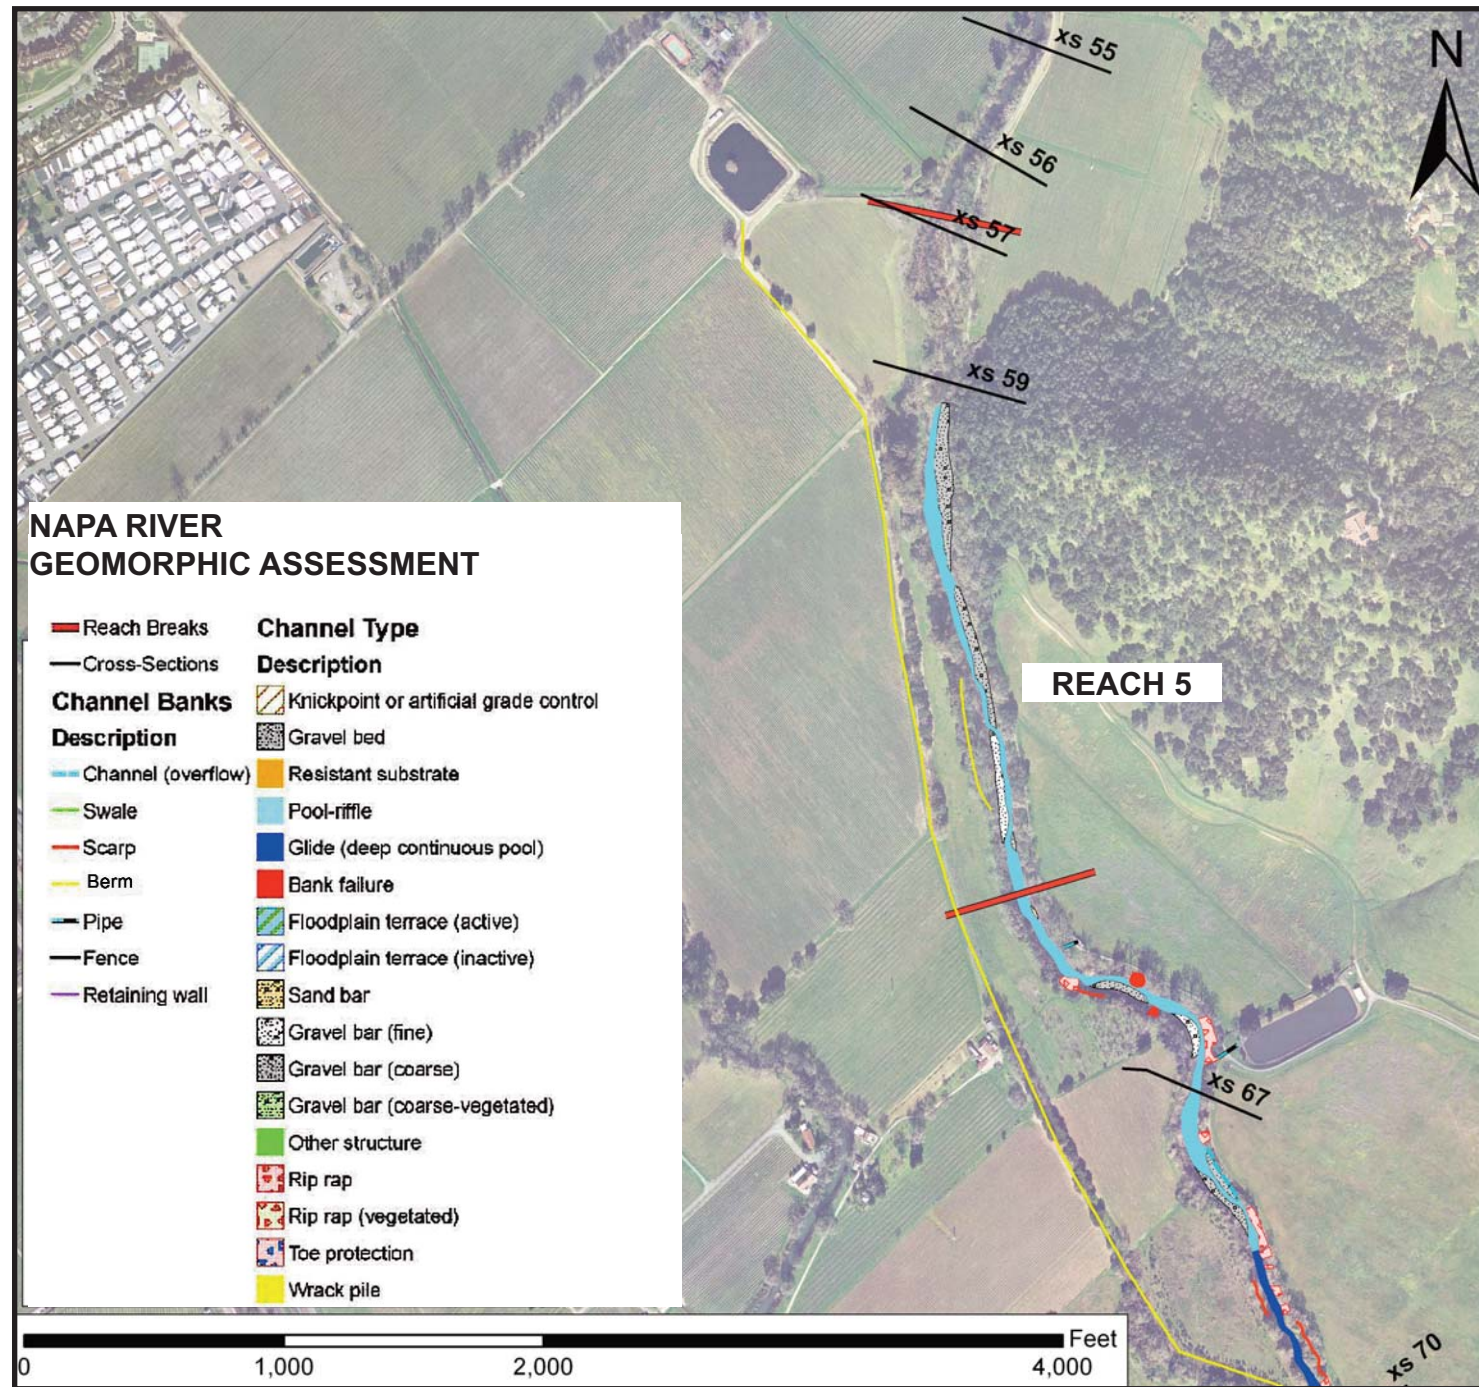 xs 55
N
xs 56
xs 57
xs 59
NAPA RIVER
GEOMORPHIC ASSESSMENT
Reach Breaks
Cross-Sections
Channel Banks
Description
Channel (overflow)
Swale
Scarp
Berm
Pipe
Fence
Retaining wall
Channel Type
Description
Knickpoint or artificial grade control
Gravel bed
Resistant substrate
Pool-riffle
Glide (deep continuous pool)
Bank failure
Floodplain terrace (active)
Floodplain terrace (inactive)
Sand bar
Gravel bar (fine)
Gravel bar (coarse)
Gravel bar (coarse-vegetated)
Other structure
Rip rap
Rip rap (vegetated)
Toe protection
Wrack pile
REACH 5
xs 67
xs 70
Feet
0 1,000 2,000 4,000